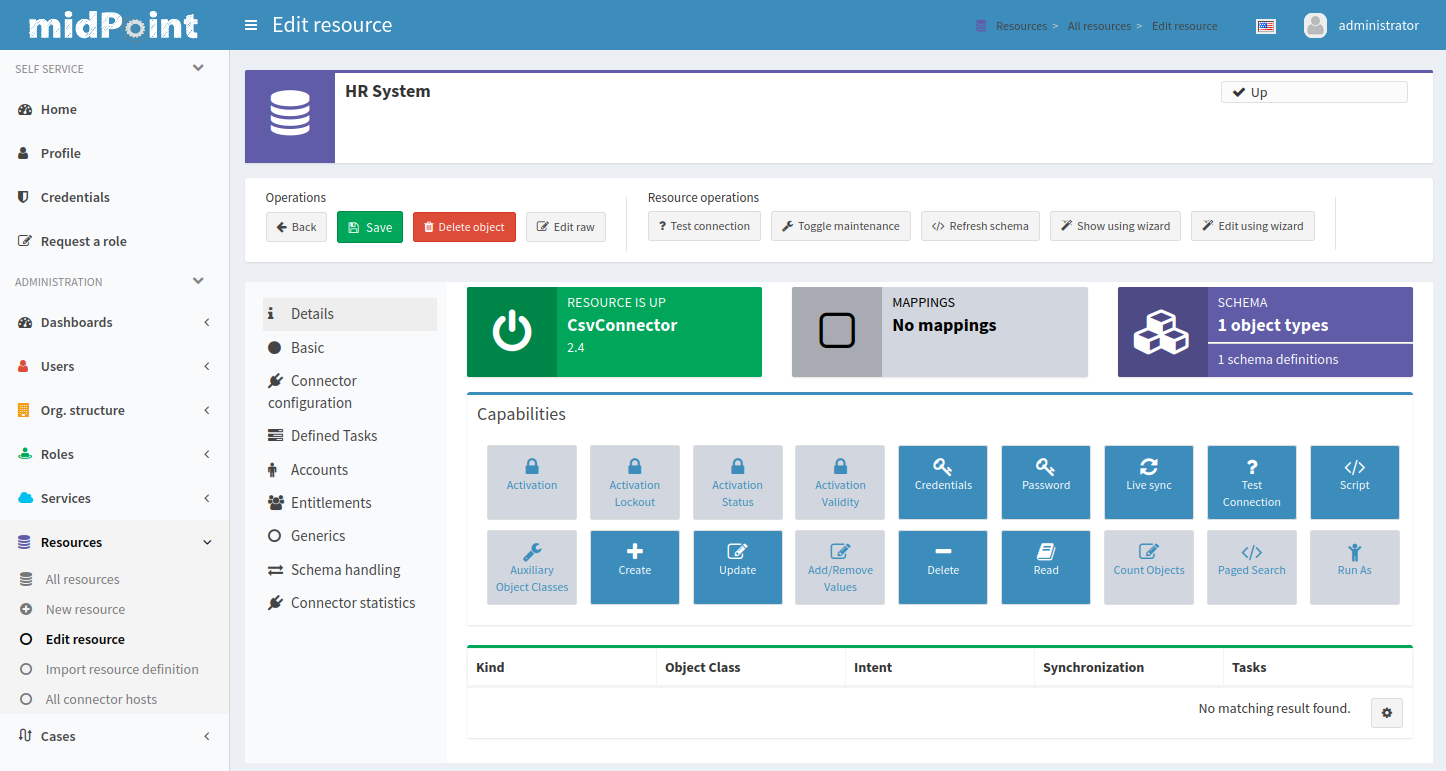 midPoint
Edit resource
Resources > All resources > Edit resource
administrator
SELF SERVICE
Home
Profile
Credentials
Request a role
ADMINISTRATION
Dashboards
Users
Org. structure
Roles
Services
Resources
All resources
New resource
Edit resource
Import resource definition
All connector hosts
Cases
HR System
Up
Operations
Back
Save
Delete object
Edit raw
Resource operations
? Test connection
Toggle maintenance
</> Refresh schema
Show using wizard
Edit using wizard
Details
Basic
Connector
configuration
Defined Tasks
Accounts
Entitlements
Generics
Schema handling
Connector statistics
RESOURCE IS UP
CsvConnector
2.4
MAPPINGS
No mappings
SCHEMA
1 object types
1 schema definitions
Capabilities
Activation
Activation
Lockout
Activation
Status
Activation
Validity
Credentials
Password
Live sync
?
Test
Connection
</>
Script
Auxiliary
Object Classes
Create
Update
Add/Remove
Values
Delete
Read
Count Objects
</>
Paged Search
Run As
Kind Object Class Intent Synchronization Tasks
No matching result found.